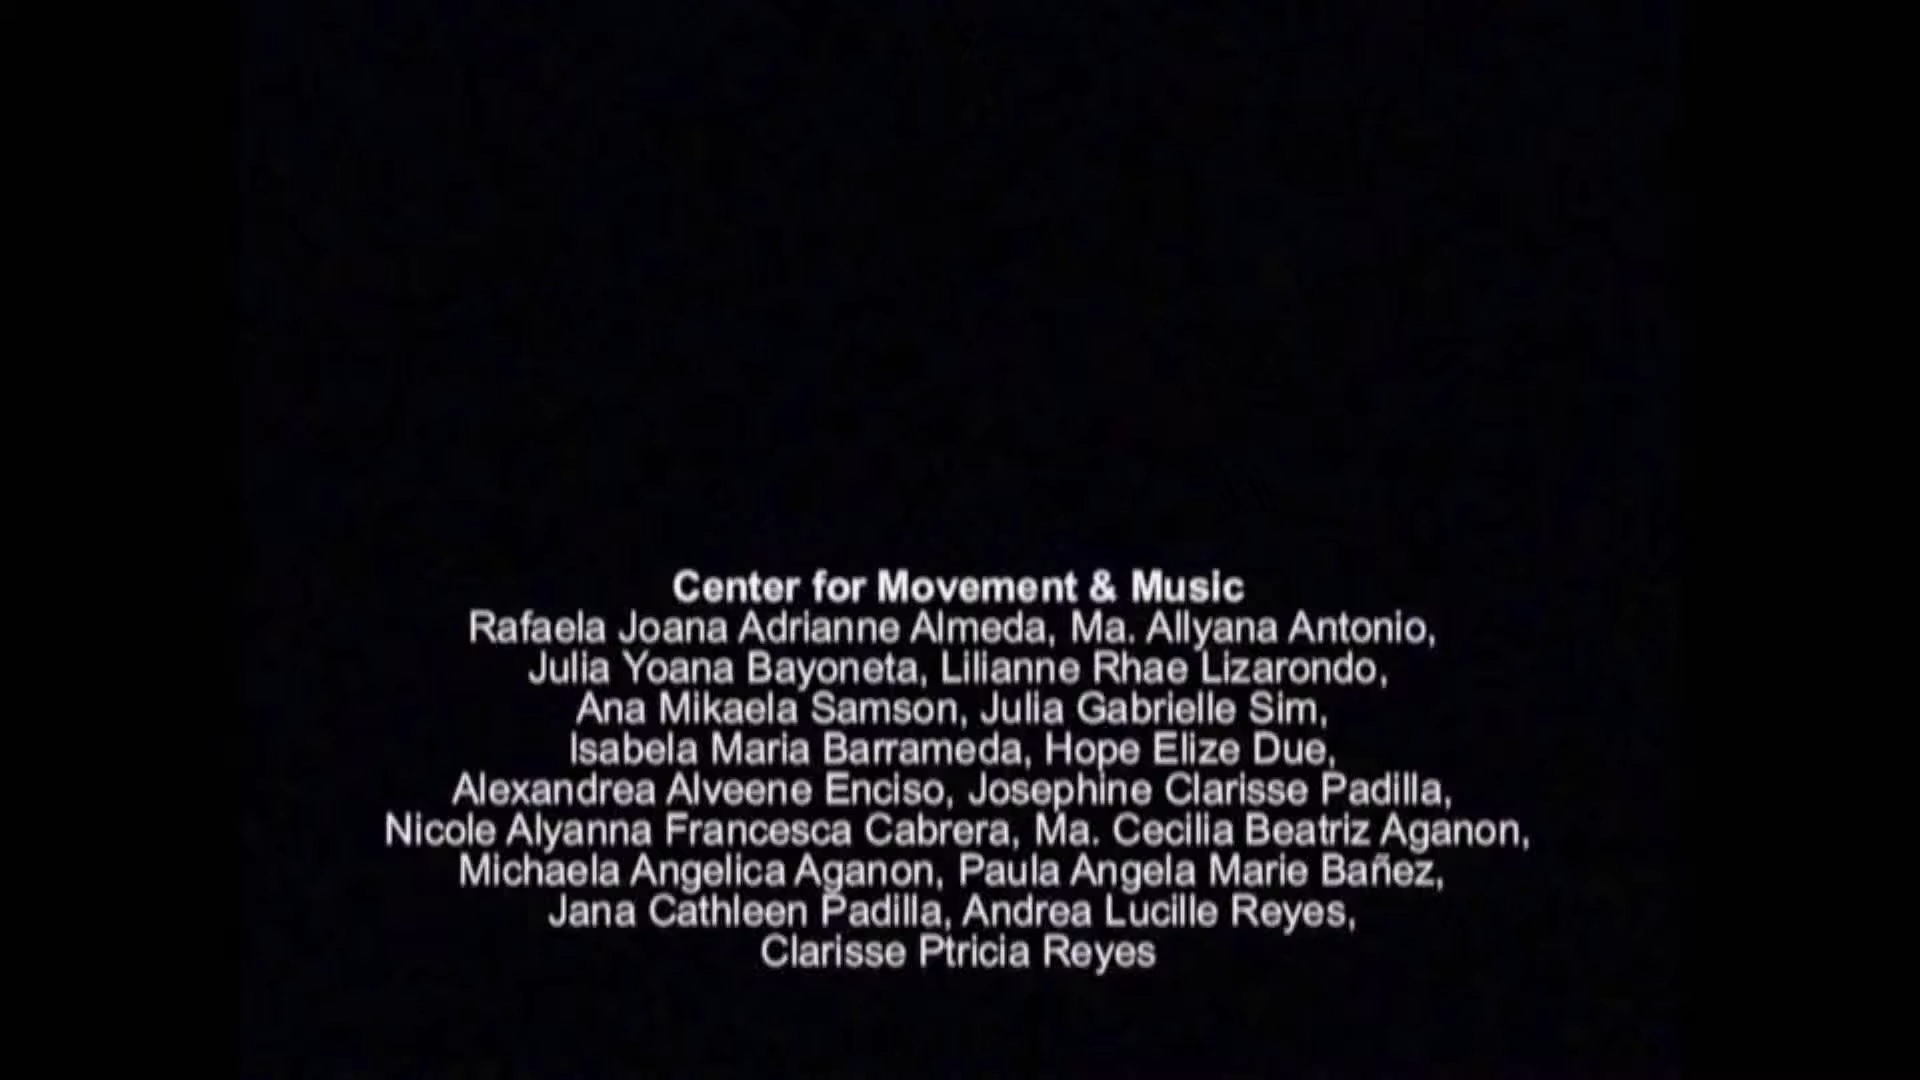 Center for Movement & Music
Rafaela Joana Adrianne Almeda, Ma. Allyana Antonio,
Julia Yoana Bayoneta, Lilianne Rhae Lizarondo,
Ana Mikaela Samson, Julia Gabrielle Sim,
Isabela Maria Barrameda, Hope Elize Due,
Alexandrea Alveene Enciso, Josephine Clarisse Padilla,
Nicole Alyanna Francesca Cabrera, Ma. Cecilia Beatriz Aganon,
Michaela Angelica Aganon, Paula Angela Marie Bañez,
Jana Cathleen Padilla, Andrea Lucille Reyes,
Clarisse Ptricia Reyes